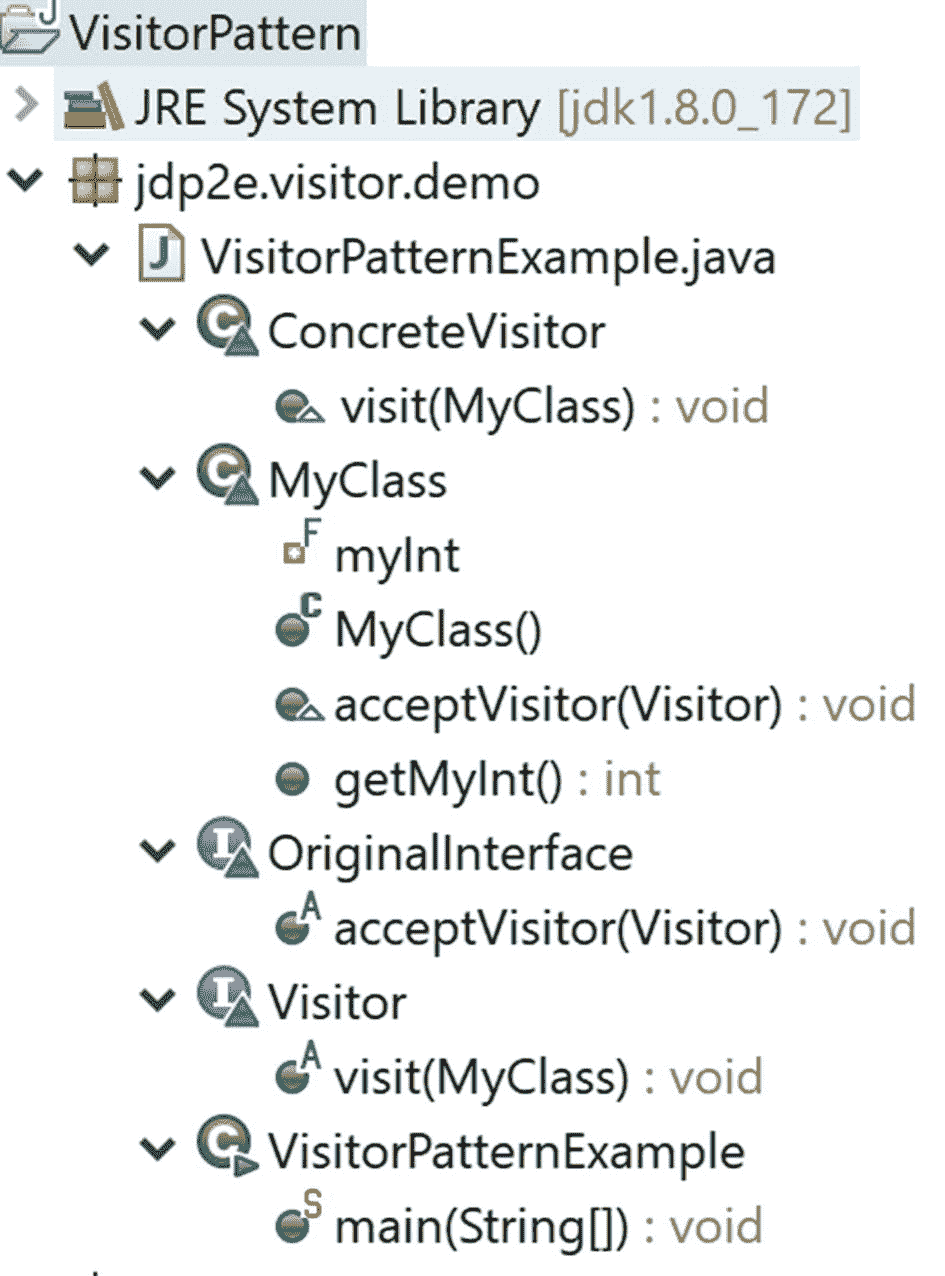 VisitorPattern
JRE System Library [jdk1.8.0_172]
jdp2e.visitor.demo
VisitorPatternExample.java
ConcreteVisitor
visit(MyClass) : void
MyClass
myInt
MyClass()
acceptVisitor(Visitor) : void
getMyInt() : int
OriginalInterface
acceptVisitor(Visitor) : void
Visitor
visit(MyClass) : void
VisitorPatternExample
main(String[]) : void